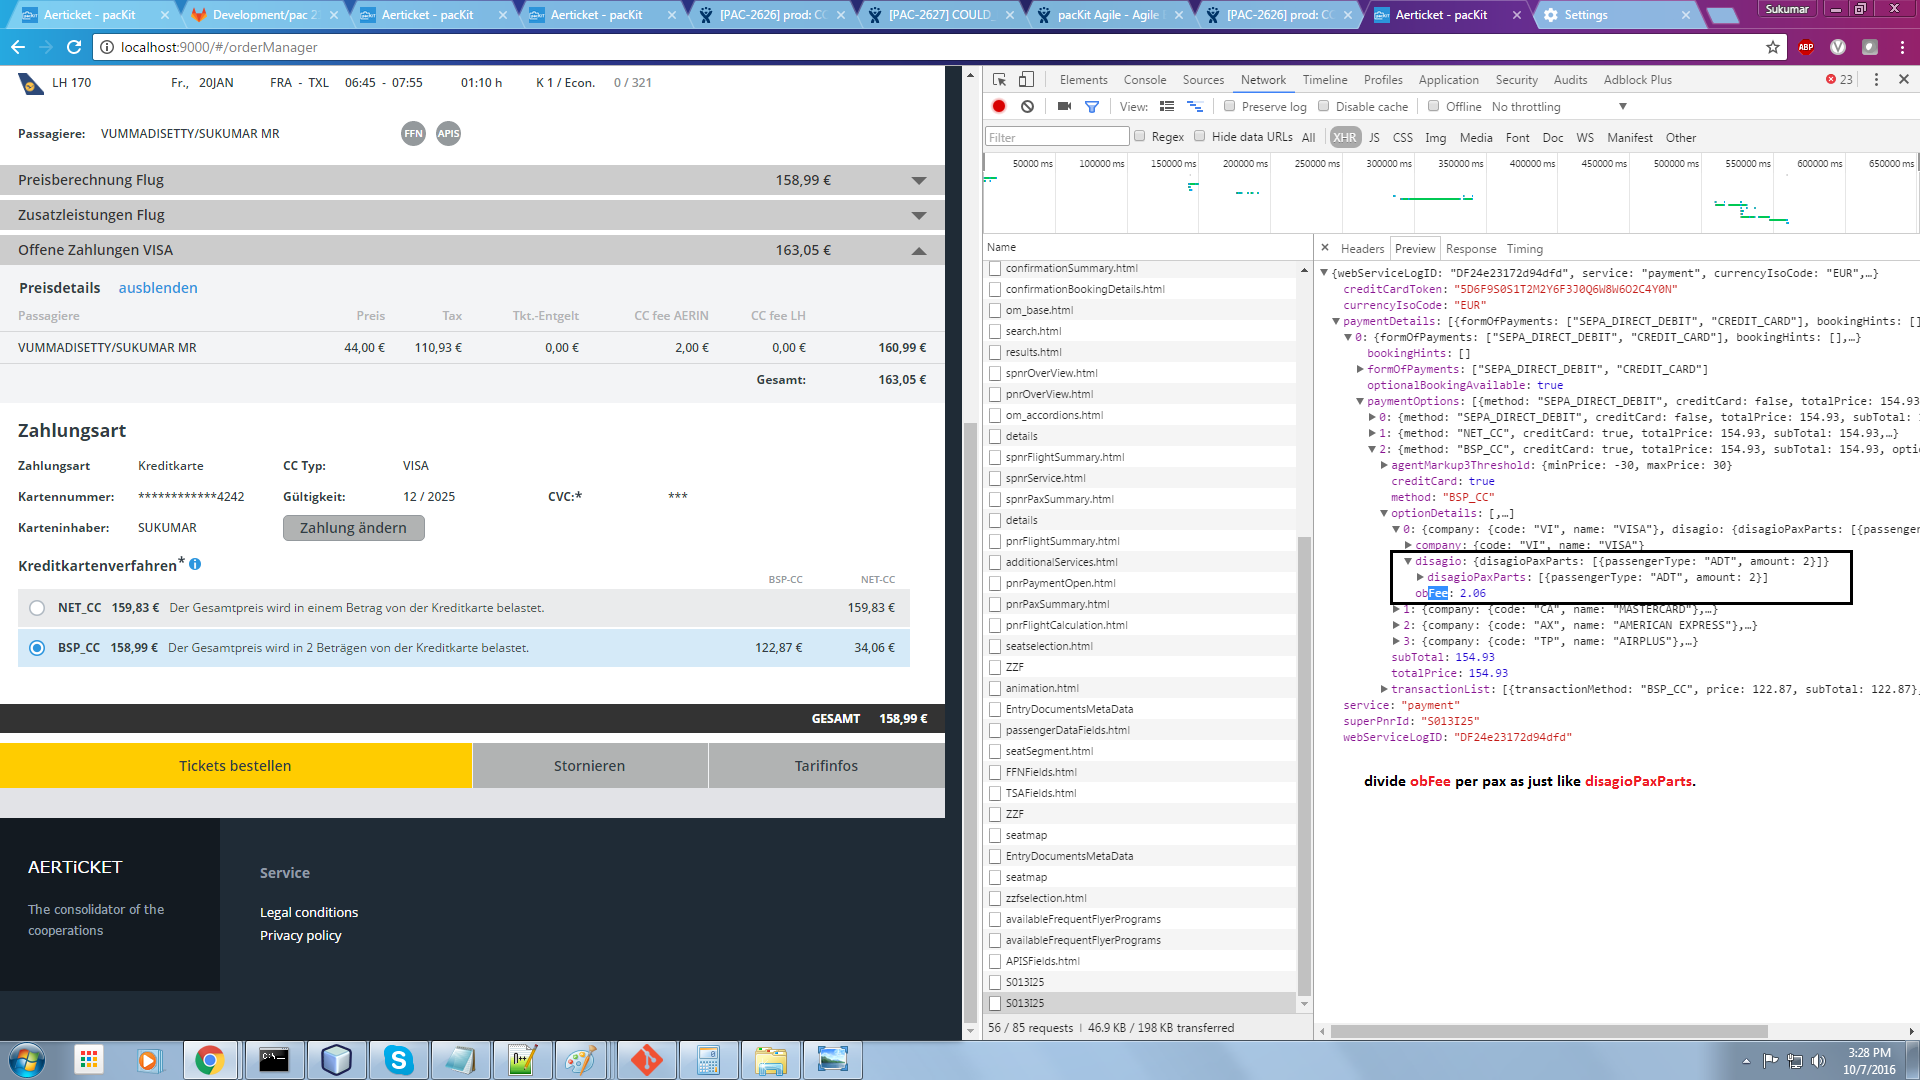 Aerticket - pacKit
Development/pac 2
Aerticket - pacKit
Aerticket - pacKit
[PAC-2626] prod: CC
[PAC-2627] COULD_
pacKit Agile - Agile
[PAC-2626] prod: CC
Aerticket - pacKit
Settings
Sukumar
localhost:9000/#/orderManager
ABP
LH 170 Fr., 20JAN FRA - TXL 06:45 - 07:55 01:10 h K 1 / Econ. 0 / 321
Passagiere: VUMMADISETTY/SUKUMAR MR FFN APIS
Preisberechnung Flug 158,99 €
Zusatzleistungen Flug
Offene Zahlungen VISA 163,05 €
Preisdetails ausblenden
Passagiere Preis Tax Tkt.-Entgelt CC fee AERIN CC fee LH
VUMMADISETTY/SUKUMAR MR 44,00 € 110,93 € 0,00 € 2,00 € 0,00 € 160,99 €
Gesamt: 163,05 €
Zahlungsart
Zahlungsart Kreditkarte CC Typ: VISA
Kartennummer: ************4242 Gültigkeit: 12 / 2025 CVC:* ***
Karteninhaber: SUKUMAR Zahlung ändern
Kreditkartenverfahren* i
BSP-CC NET-CC
NET_CC 159,83 € Der Gesamtpreis wird in einem Betrag von der Kreditkarte belastet. 159,83 €
BSP_CC 158,99 € Der Gesamtpreis wird in 2 Beträgen von der Kreditkarte belastet. 122,87 € 34,06 €
GESAMT 158,99 €
Tickets bestellen Stornieren Tarifinfos
AERTiCKET
The consolidator of the
cooperations
Service
Legal conditions
Privacy policy
Elements Console Sources Network Timeline Profiles Application Security Audits Adblock Plus 23
View: Preserve log Disable cache Offline No throttling
Filter Regex Hide data URLs All XHR JS CSS Img Media Font Doc WS Manifest Other
50000 ms 100000 ms 150000 ms 200000 ms 250000 ms 300000 ms 350000 ms 400000 ms 450000 ms 500000 ms 550000 ms 600000 ms 650000 ms
Name
confirmationSummary.html
confirmationBookingDetails.html
om_base.html
search.html
results.html
spnrOverView.html
pnrOverView.html
om_accordions.html
details
spnrFlightSummary.html
spnrService.html
spnrPaxSummary.html
details
pnrFlightSummary.html
additionalServices.html
pnrPaymentOpen.html
pnrPaxSummary.html
pnrFlightCalculation.html
seatselection.html
ZZF
animation.html
EntryDocumentsMetaData
passengerDataFields.html
seatSegment.html
FFNFields.html
TSAFields.html
ZZF
seatmap
EntryDocumentsMetaData
seatmap
zzfselection.html
availableFrequentFlyerPrograms
availableFrequentFlyerPrograms
APISFields.html
S013I25
S013I25
56 / 85 requests | 46.9 KB / 198 KB transferred
Headers Preview Response Timing
{webServiceLogID: "DF24e23172d94dfd", service: "payment", currencyIsoCode: "EUR",…}
creditCardToken: "5D6F9S0S1T2M2Y6F3J0Q6W8W6O2C4Y0N"
currencyIsoCode: "EUR"
paymentDetails: [{formOfPayments: ["SEPA_DIRECT_DEBIT", "CREDIT_CARD"], bookingHints: []
0: {formOfPayments: ["SEPA_DIRECT_DEBIT", "CREDIT_CARD"], bookingHints: [],…}
bookingHints: []
formOfPayments: ["SEPA_DIRECT_DEBIT", "CREDIT_CARD"]
optionalBookingAvailable: true
paymentOptions: [{method: "SEPA_DIRECT_DEBIT", creditCard: false, totalPrice: 154.93
0: {method: "SEPA_DIRECT_DEBIT", creditCard: false, totalPrice: 154.93, subTotal:
1: {method: "NET_CC", creditCard: true, totalPrice: 154.93, subTotal: 154.93,…}
2: {method: "BSP_CC", creditCard: true, totalPrice: 154.93, subTotal: 154.93, optio
agentMarkup3Threshold: {minPrice: -30, maxPrice: 30}
creditCard: true
method: "BSP_CC"
optionDetails: [,…]
0: {company: {code: "VI", name: "VISA"}, disagio: {disagioPaxParts: [{passenger
company: {code: "VI", name: "VISA"}
disagio: {disagioPaxParts: [{passengerType: "ADT", amount: 2}]}
disagioPaxParts: [{passengerType: "ADT", amount: 2}]
obFee: 2.06
1: {company: {code: "CA", name: "MASTERCARD"},…}
2: {company: {code: "AX", name: "AMERICAN EXPRESS"},…}
3: {company: {code: "TP", name: "AIRPLUS"},…}
subTotal: 154.93
totalPrice: 154.93
transactionList: [{transactionMethod: "BSP_CC", price: 122.87, subTotal: 122.87}
service: "payment"
superPnrId: "S013I25"
webServiceLogID: "DF24e23172d94dfd"
divide obFee per pax as just like disagioPaxParts.
3:28 PM
10/7/2016